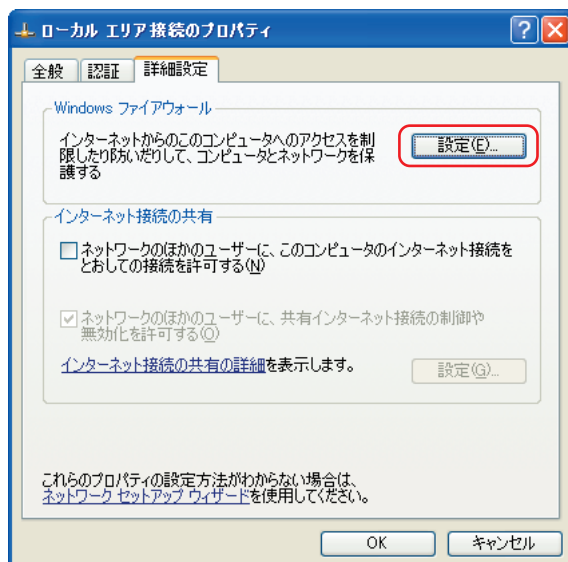 ローカル エリア接続のプロパティ
全般 認証 詳細設定
Windows ファイアウォール
インターネットからのこのコンピュータへのアクセスを制
限したり防いだりして、コンピュータとネットワークを保
護する
設定(E)...
インターネット接続の共有
ネットワークのほかのユーザーに、このコンピュータのインターネット接続を
とおしての接続を許可する(N)
ネットワークのほかのユーザーに、共有インターネット接続の制御や
無効化を許可する(O)
インターネット接続の共有の詳細を表示します。
設定(G)...
これらのプロパティの設定方法がわからない場合は、
ネットワーク セットアップ ウィザードを使用してください。
OK キャンセル